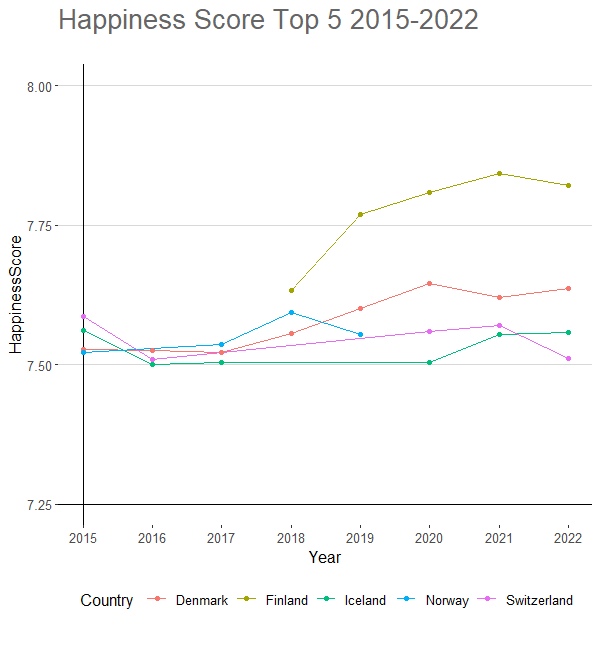 Happiness Score Top 5 2015-2022
HappinessScore
8.00
7.75
7.50
7.25
2015 2016 2017 2018 2019 2020 2021 2022
Year
Country Denmark Finland Iceland Norway Switzerland